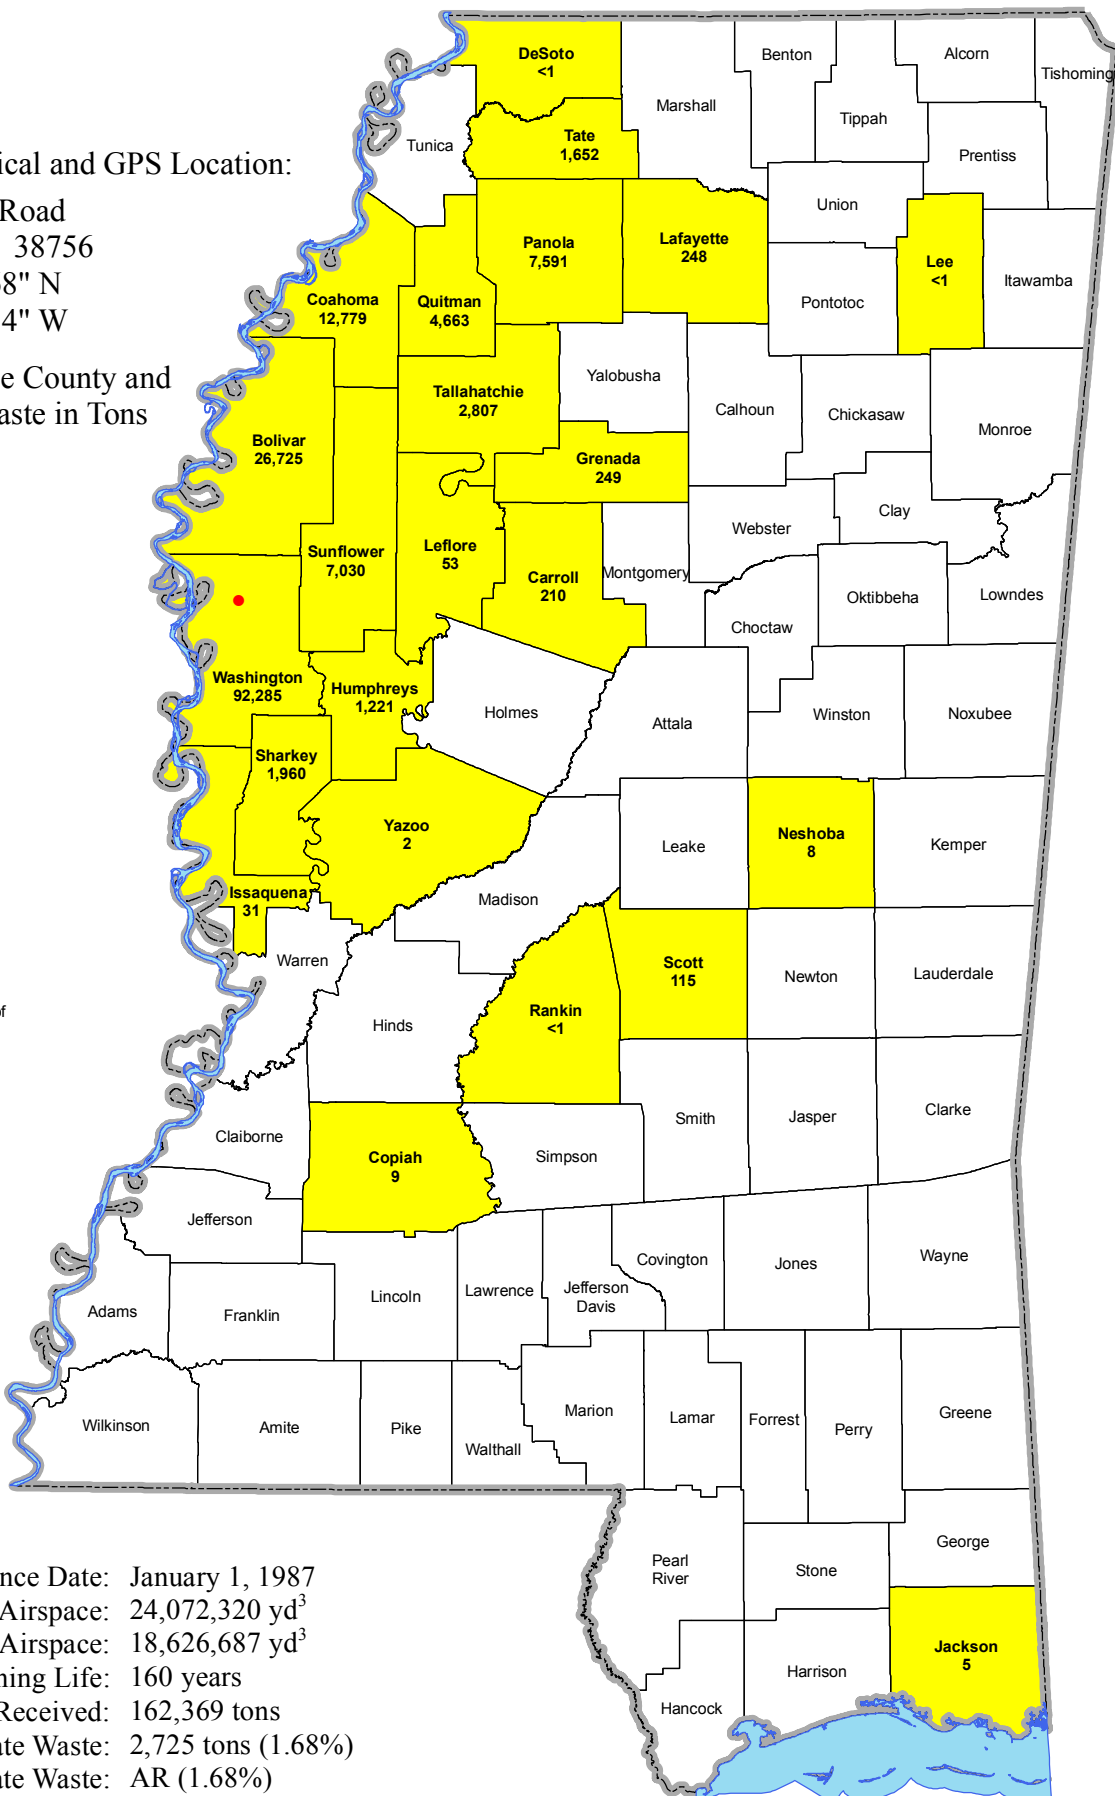 ical and GPS Location:
Road
38756
8" N
4" W
e County and
aste in Tons
of
DeSoto
<1
Benton
Alcorn
Tishoming
Marshall
Tippah
Tunica
Tate
1,652
Prentiss
Union
Panola
7,591
Lafayette
248
Lee
<1
Itawamba
Pontotoc
Coahoma
12,779
Quitman
4,663
Yalobusha
Tallahatchie
2,807
Calhoun
Chickasaw
Monroe
Bolivar
26,725
Grenada
249
Clay
Webster
Sunflower
7,030
Leflore
53
Carroll
210
Montgomery
Oktibbeha
Lowndes
Choctaw
Washington
92,285
Humphreys
1,221
Holmes
Attala
Winston
Noxubee
Sharkey
1,960
Yazoo
2
Leake
Neshoba
8
Kemper
Issaquena
31
Madison
Warren
Scott
115
Newton
Lauderdale
Rankin
<1
Hinds
Smith
Jasper
Clarke
Claiborne
Copiah
9
Simpson
Jefferson
Covington
Jones
Wayne
Adams
Franklin
Lincoln
Lawrence
Jefferson
Davis
Wilkinson
Amite
Pike
Walthall
Marion
Lamar
Forrest
Perry
Greene
George
Pearl
River
Stone
Jackson
5
Harrison
Hancock
nce Date: January 1, 1987
Airspace: 24,072,320 yd³
Airspace: 18,626,687 yd³
ning Life: 160 years
Received: 162,369 tons
ate Waste: 2,725 tons (1.68%)
ate Waste: AR (1.68%)